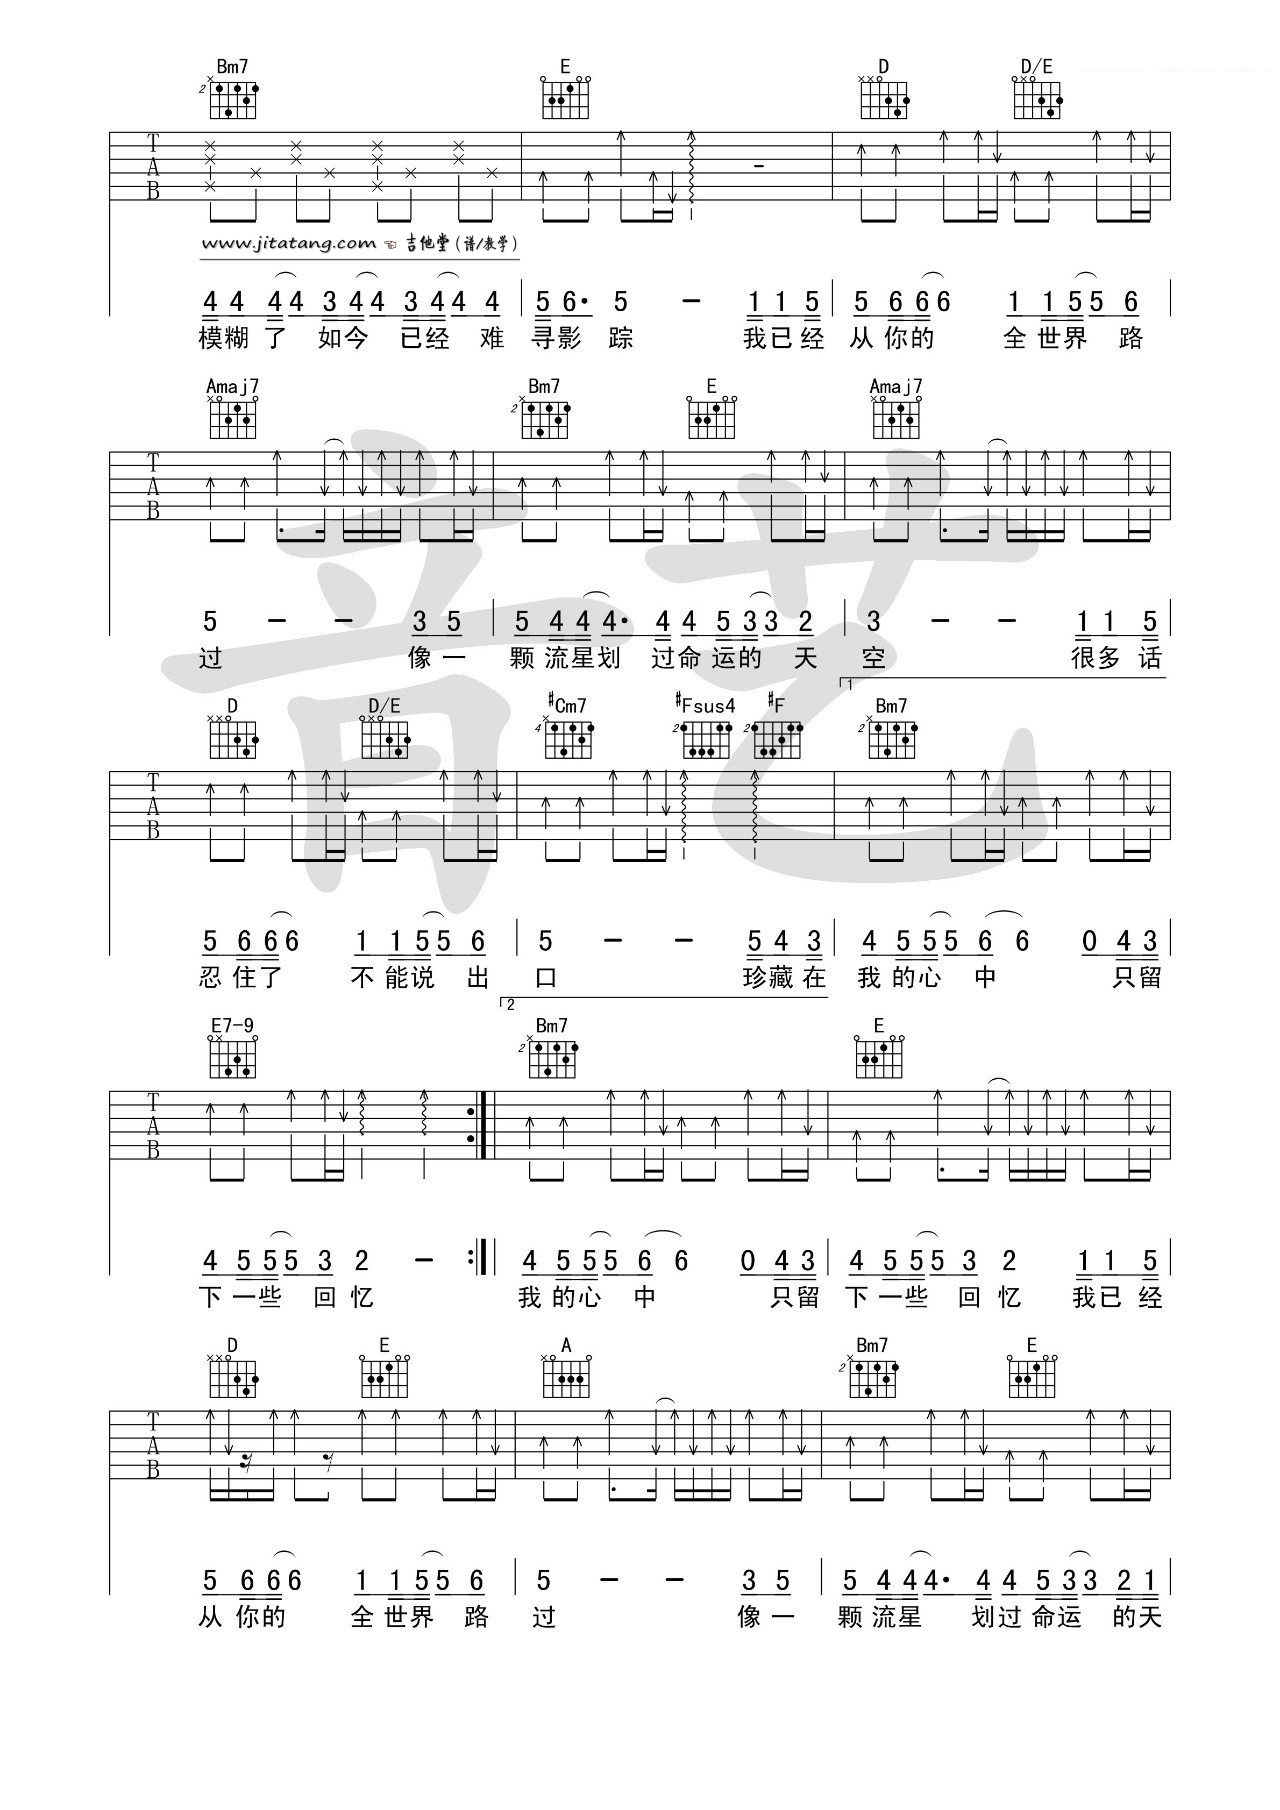 Bm7 E D D/E
2
T
A
B
www.jitatang.com ☜ 吉他堂(谱/教学)
4 4 4 4 3 4 4 3 4 4 4 5 6· 5 – 1 1 5 5 6 6 6 1 1 5 5 6
模糊了 如今 已经 难 寻影 踪 我已经 从你的 全世界 路
Amaj7 Bm7 E Amaj7
2
T
A
B
5 – – 3 5 5 4 4 4· 4 4 5 3 3 2 3 – – 1 1 5
过 像一 颗流星划 过命运的 天 空 很多话
D D/E #Cm7 #Fsus4 #F 1 Bm7
4 2 2 2
T
A
B
5 6 6 6 1 1 5 5 6 5 – – 5 4 3 4 5 5 5 6 6 0 4 3
忍住了 不能说 出 口 珍藏在 我的心 中 只留
E7-9 2 Bm7 E
2
T
A
B
4 5 5 5 3 2 – 4 5 5 5 6 6 0 4 3 4 5 5 5 3 2 1 1 5
下一些 回忆 我的心 中 只留 下一些 回忆 我已经
D E A Bm7 E
2
T
A
B
5 6 6 6 1 1 5 5 6 5 – – 3 5 5 4 4 4· 4 4 5 3 3 2 1
从你的 全世界 路 过 像一 颗流星 划过命运 的天
音艺